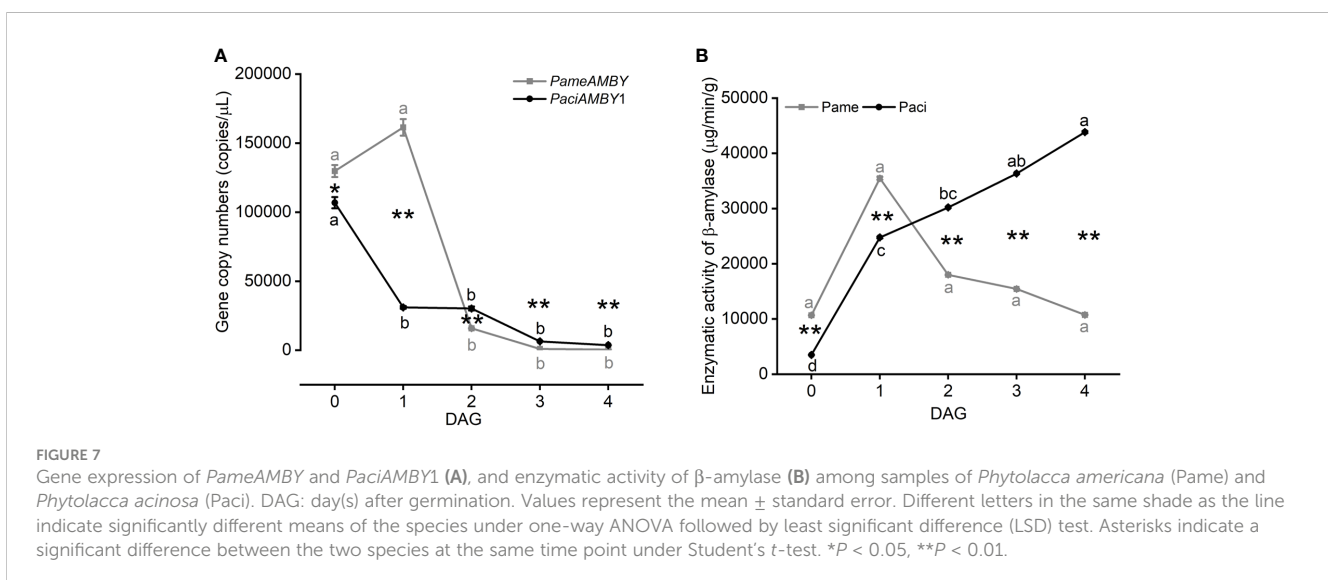 A
200000
150000
100000
50000
0
Gene copy numbers (copies/μL)
PameAMBY
PaciAMBY1
a
a
*
a
**
b
b
**
b
**
b
b
**
b
b
0 1 2 3 4
DAG
B
50000
40000
30000
20000
10000
0
Enzymatic activity of β-amylase (μg/min/g)
Pame Paci
a
**
d
a
**
c
bc
**
a
ab
**
a
a
**
a
0 1 2 3 4
DAG
FIGURE 7
Gene expression of PameAMBY and PaciAMBY1 (A), and enzymatic activity of β-amylase (B) among samples of Phytolacca americana (Pame) and
Phytolacca acinosa (Paci). DAG: day(s) after germination. Values represent the mean ± standard error. Different letters in the same shade as the line
indicate significantly different means of the species under one-way ANOVA followed by least significant difference (LSD) test. Asterisks indicate a
significant difference between the two species at the same time point under Student's t-test. *P < 0.05, **P < 0.01.